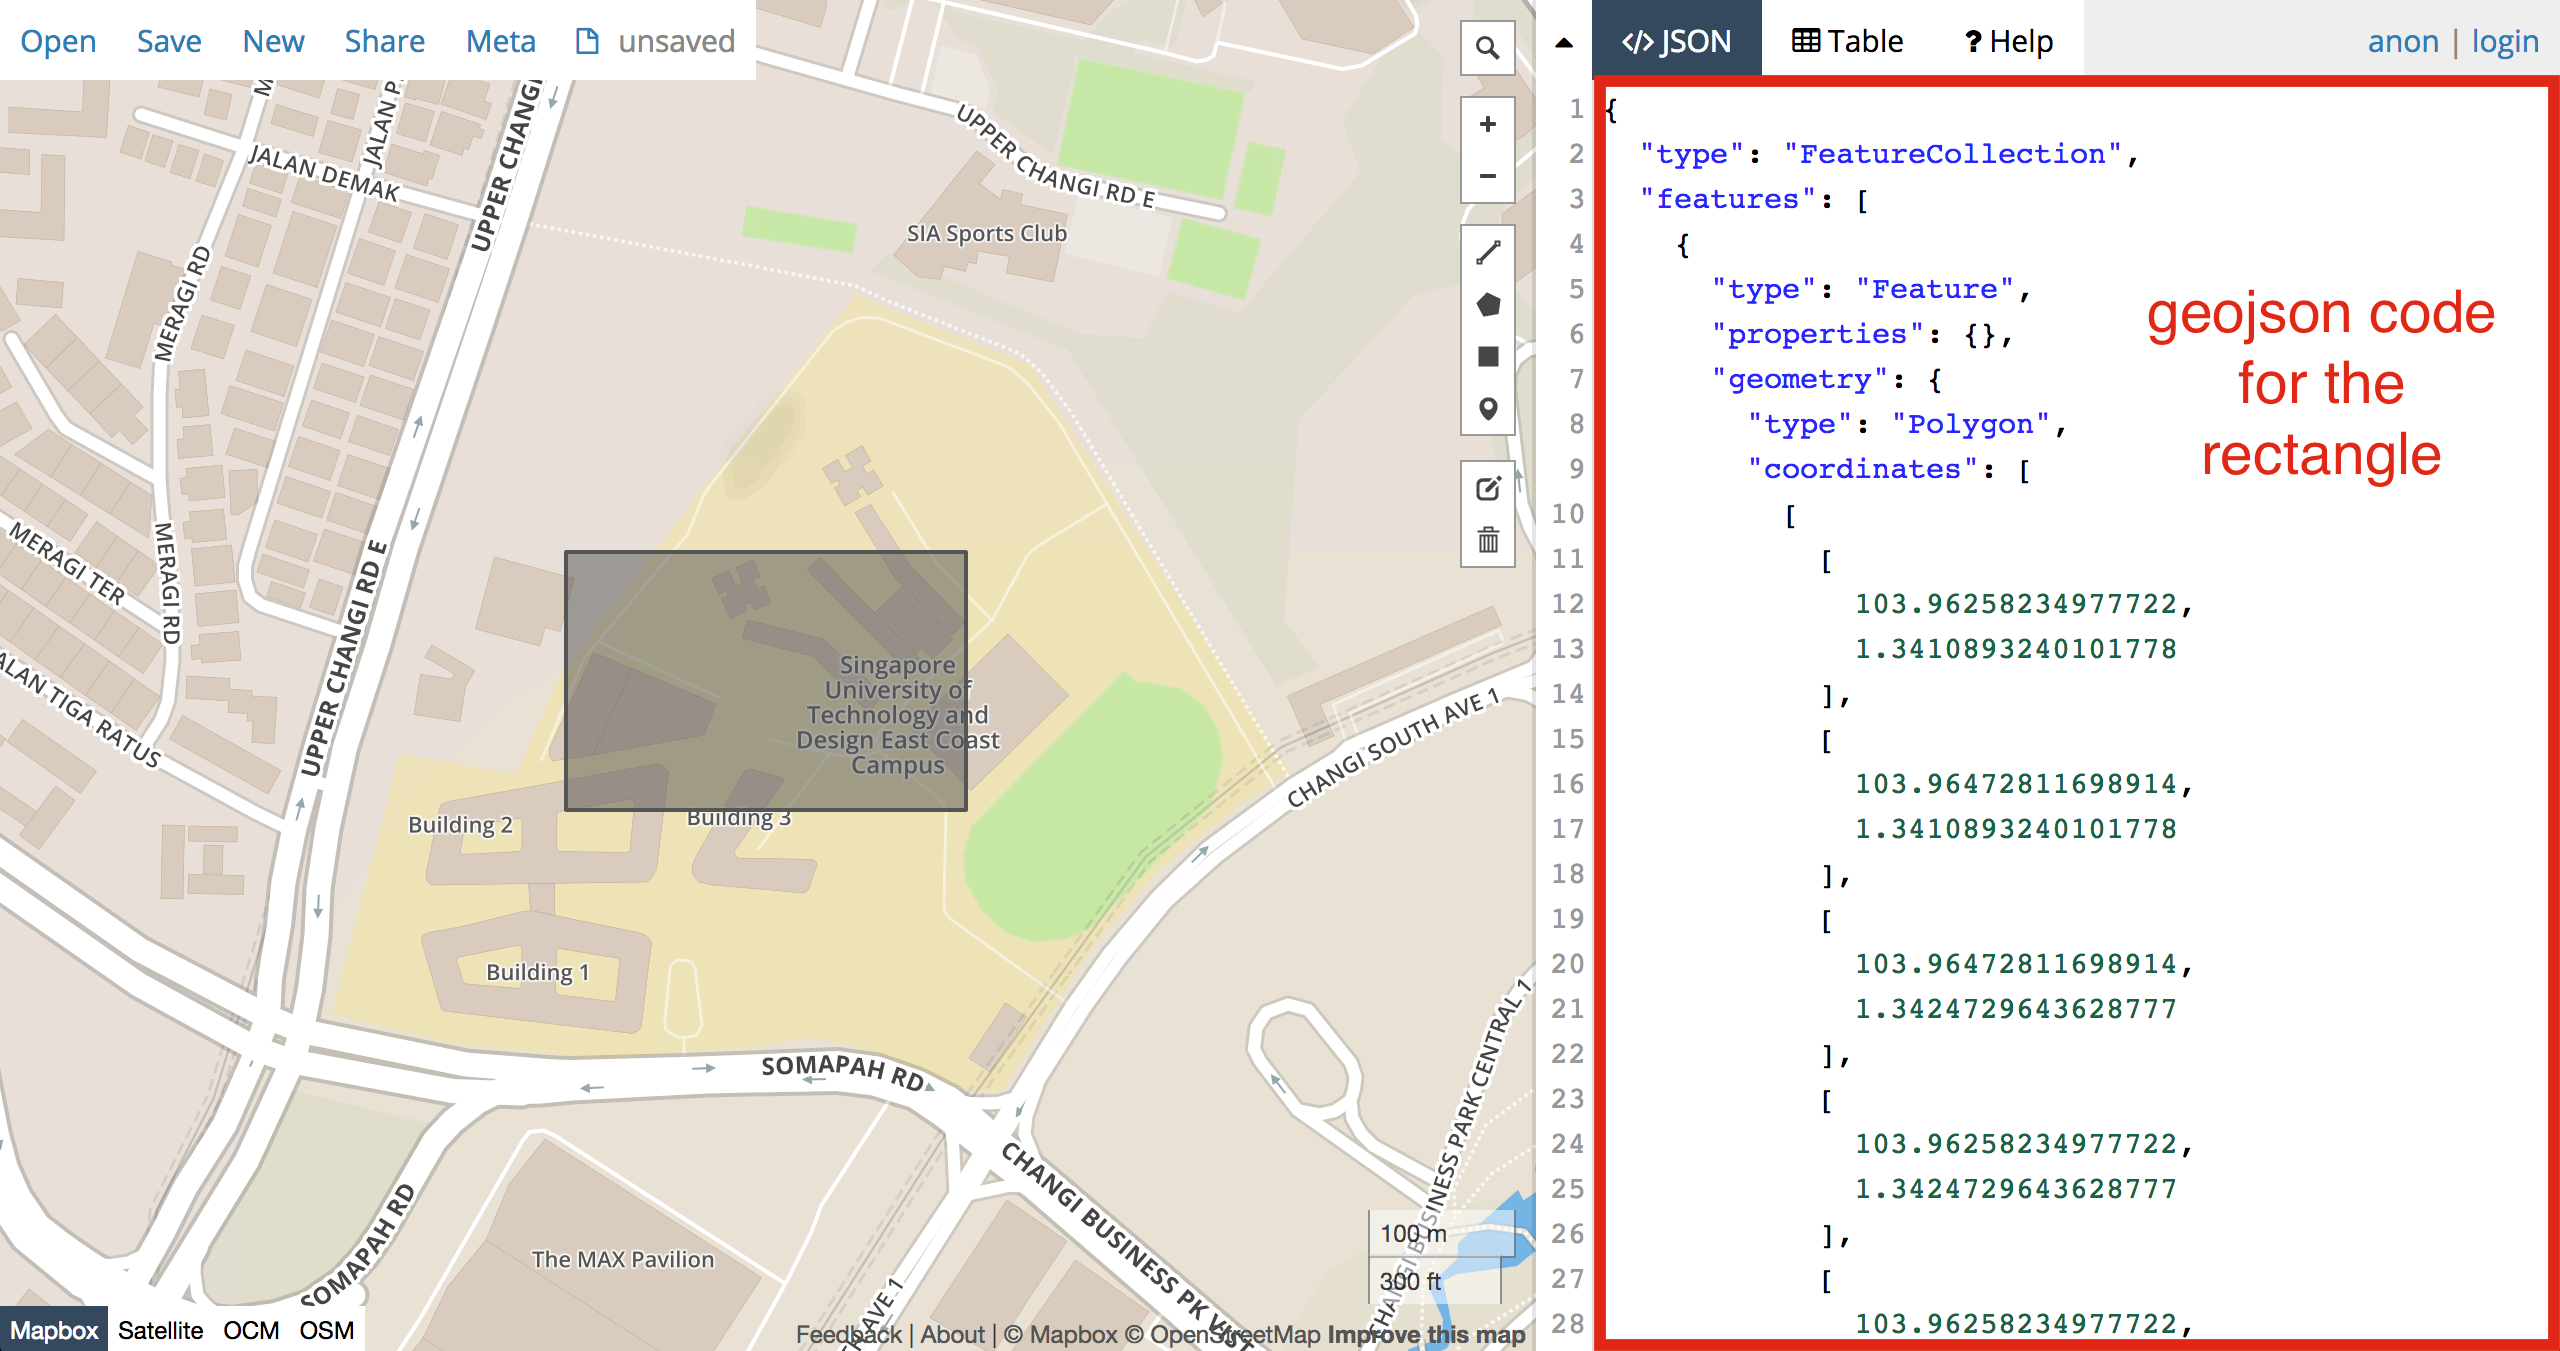 Open Save New Share Meta unsaved
</> JSON Table ? Help
anon | login
JALAN DEMAK
UPPER CHANGI
UPPER CHANGI RD E
SIA Sports Club
MERAGI RD
MERAGI RD
MERAGI TER
UPPER CHANGI RD E
ALAN TIGA RATUS
Singapore
University of
Technology and
Design East Coast
Campus
CHANGI SOUTH AVE 1
Building 2
Building 3
Building 1
SOMAPAH RD
SOMAPAH RD
CHANGI BUSINESS PARK CENTRAL 1
CHANGI BUSINESS PK VIST
The MAX Pavilion
AVE 1
100 m
300 ft
Mapbox Satellite OCM OSM
Feedback | About | © Mapbox © OpenStreetMap Improve this map
1 {
2 "type": "FeatureCollection",
3 "features": [
4 {
5 "type": "Feature",
6 "properties": {},
7 "geometry": {
8 "type": "Polygon",
9 "coordinates": [
10 [
11 [
12 103.96258234977722,
13 1.3410893240101778
14 ],
15 [
16 103.96472811698914,
17 1.3410893240101778
18 ],
19 [
20 103.96472811698914,
21 1.3424729643628777
22 ],
23 [
24 103.96258234977722,
25 1.3424729643628777
26 ],
27 [
28 103.96258234977722,
geojson code
for the
rectangle